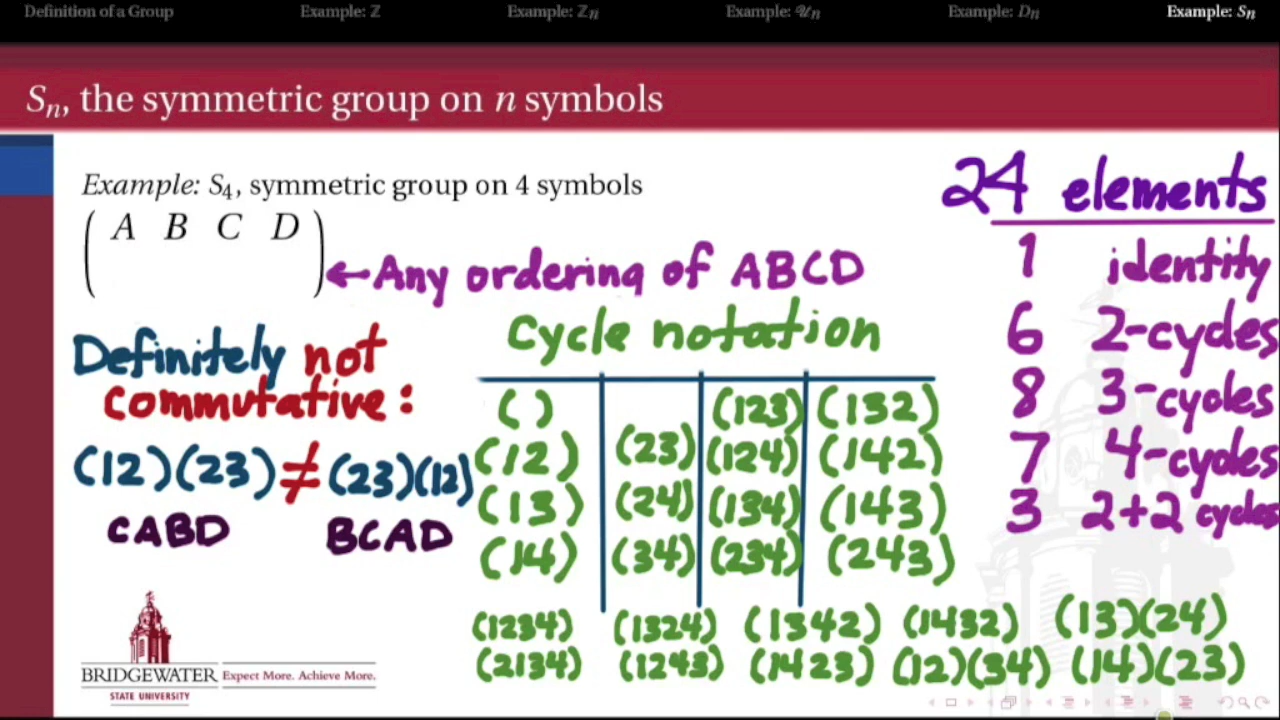 Definition of a Group Example: ℤ Example: ℤn Example: 𝒰n Example: Dn Example: Sn
Sn, the symmetric group on n symbols
Example: S4, symmetric group on 4 symbols
( A B C D )
←Any ordering of ABCD
24 elements
1 identity
6 2-cycles
8 3-cycles
7 4-cycles
3 2+2 cycles
Definitely not
commutative:
(12)(23)≠(23)(12)
CABD BCAD
Cycle notation
( ) (123) (132)
(12) (23) (124) (142)
(13) (24) (134) (143)
(14) (34) (234) (243)
(1234) (1324) (1342) (1432) (13)(24)
(2134) (1243) (1423) (12)(34) (14)(23)
BRIDGEWATER Expect More. Achieve More.
STATE UNIVERSITY